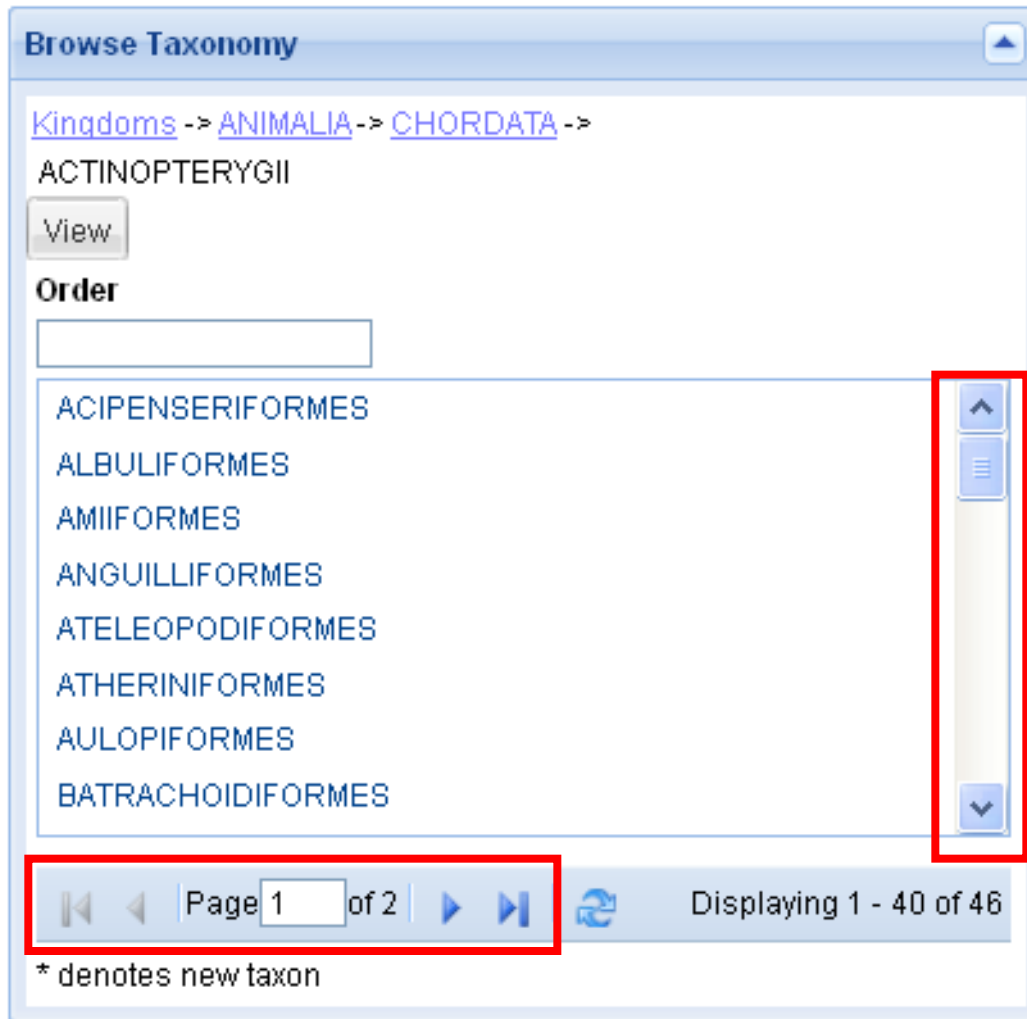 Browse Taxonomy
Kingdoms -> ANIMALIA-> CHORDATA ->
ACTINOPTERYGII
View
Order
ACIPENSERIFORMES
ALBULIFORMES
AMIIFORMES
ANGUILLIFORMES
ATELEOPODIFORMES
ATHERINIFORMES
AULOPIFORMES
BATRACHOIDIFORMES
Page 1 of 2 Displaying 1 - 40 of 46
* denotes new taxon